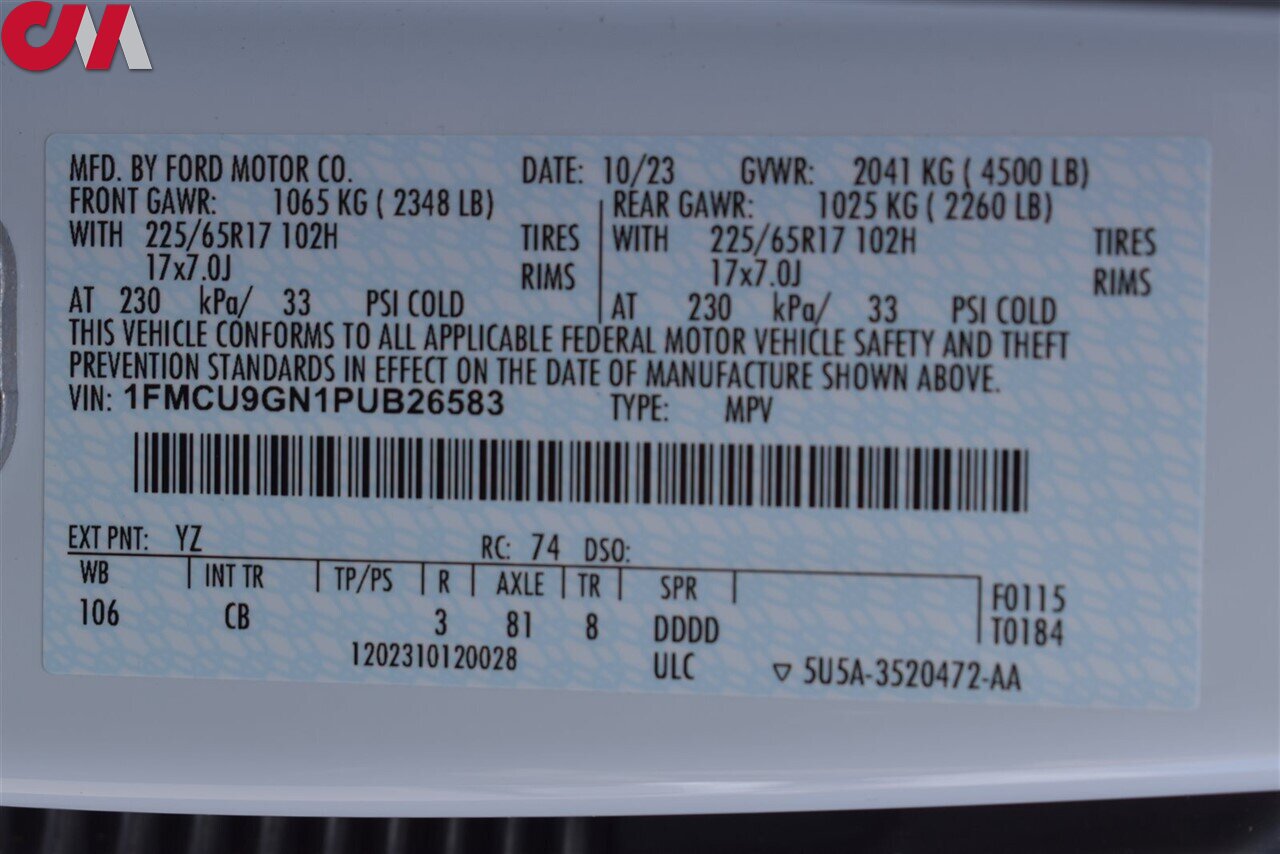 CMA
MFD. BY FORD MOTOR CO. DATE: 10/23 GVWR: 2041 KG ( 4500 LB)
FRONT GAWR: 1065 KG ( 2348 LB) REAR GAWR: 1025 KG ( 2260 LB)
WITH 225/65R17 102H TIRES WITH 225/65R17 102H TIRES
17x7.0J RIMS 17x7.0J RIMS
AT 230 kPa/ 33 PSI COLD AT 230 kPa/ 33 PSI COLD
THIS VEHICLE CONFORMS TO ALL APPLICABLE FEDERAL MOTOR VEHICLE SAFETY AND THEFT
PREVENTION STANDARDS IN EFFECT ON THE DATE OF MANUFACTURE SHOWN ABOVE.
VIN: 1FMCU9GN1PUB26583 TYPE: MPV
EXT PNT: YZ RC: 74 DSO:
WB INT TR TP/PS R AXLE TR SPR F0115
106 CB 3 81 8 DDDD T0184
1202310120028 ULC ▽ 5U5A-3520472-AA